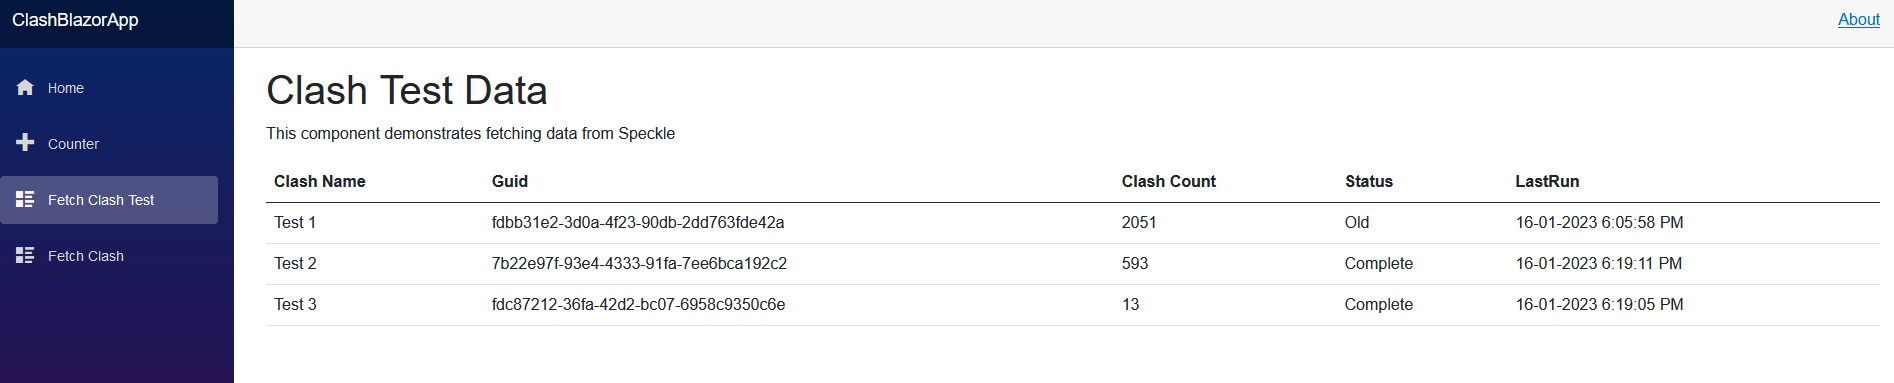 ClashBlazorApp
About
Home
Counter
Fetch Clash Test
Fetch Clash
Clash Test Data
This component demonstrates fetching data from Speckle
Clash Name Guid Clash Count Status LastRun
Test 1 fdbb31e2-3d0a-4f23-90db-2dd763fde42a 2051 Old 16-01-2023 6:05:58 PM
Test 2 7b22e97f-93e4-4333-91fa-7ee6bca192c2 593 Complete 16-01-2023 6:19:11 PM
Test 3 fdc87212-36fa-42d2-bc07-6958c9350c6e 13 Complete 16-01-2023 6:19:05 PM